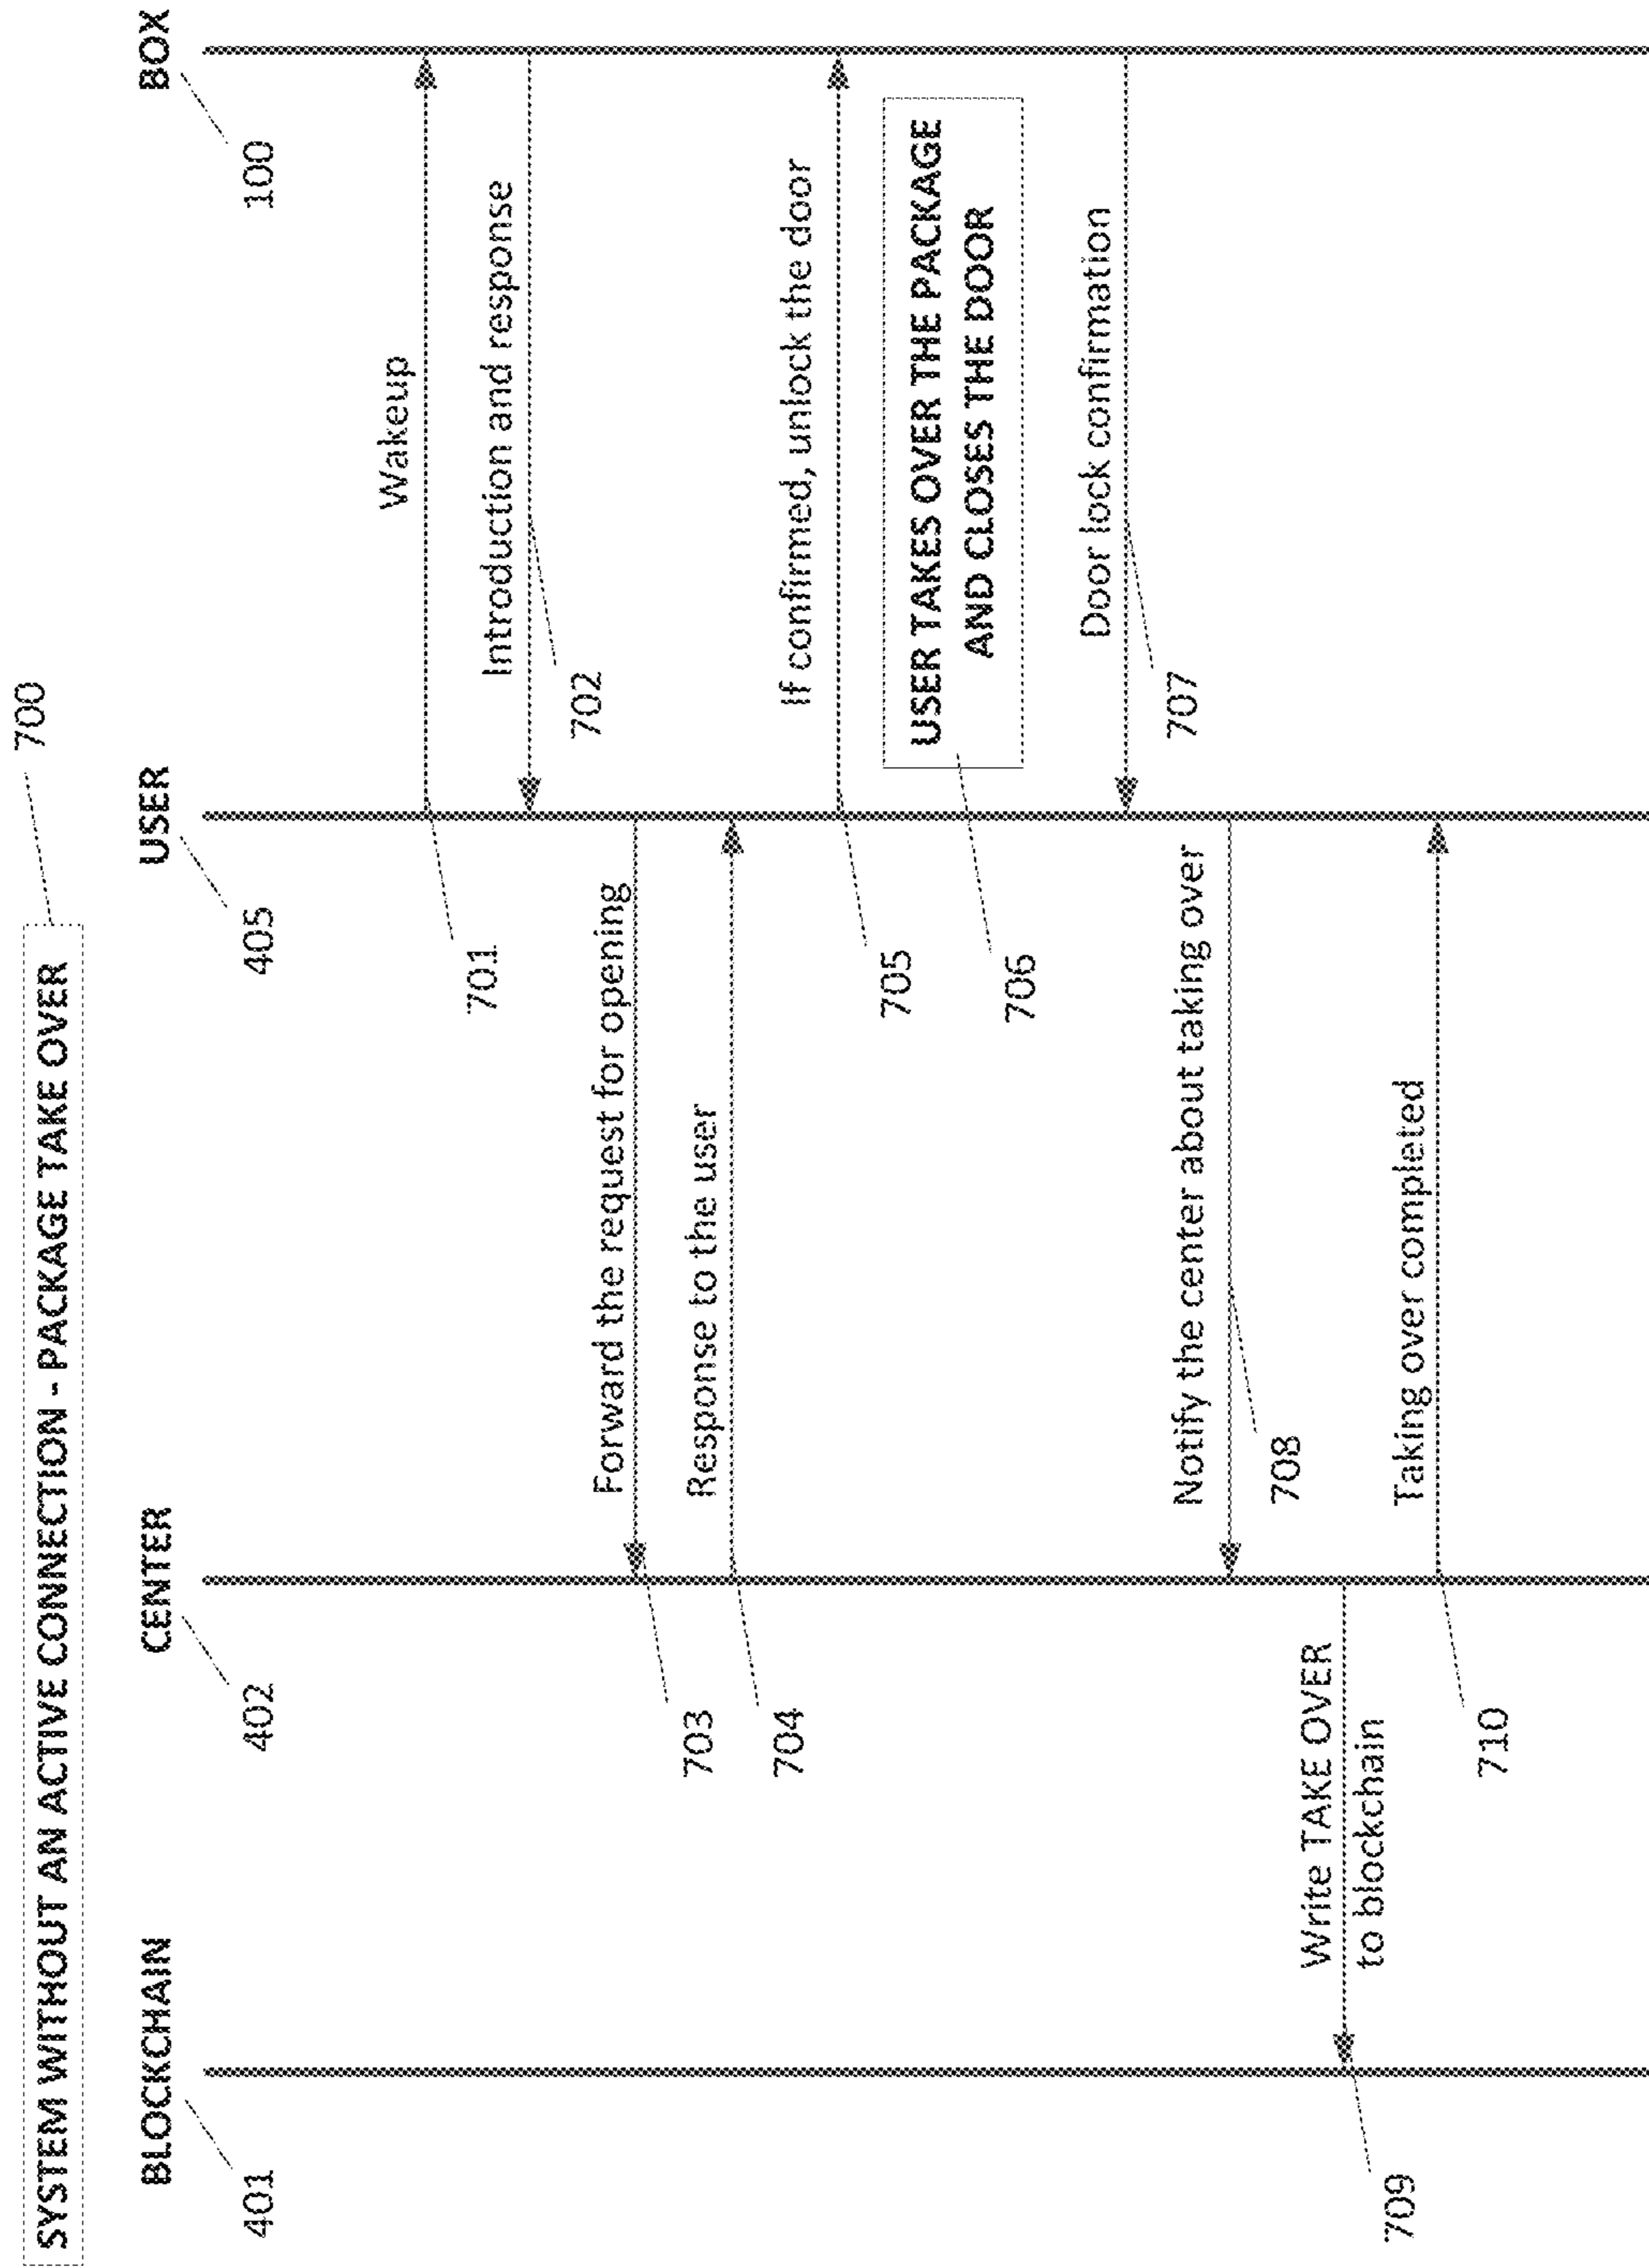 SYSTEM WITHOUT AN ACTIVE CONNECTION - PACKAGE TAKE OVER
700
BLOCKCHAIN
CENTER
USER
BOX
401
402
405
100
Wakeup
701
Introduction and response
702
Forward the request for opening
703
Response to the user
704
If confirmed, unlock the door
705
USER TAKES OVER THE PACKAGE
AND CLOSES THE DOOR
706
Door lock confirmation
707
Notify the center about taking over
708
Write TAKE OVER
to blockchain
709
Taking over completed
710